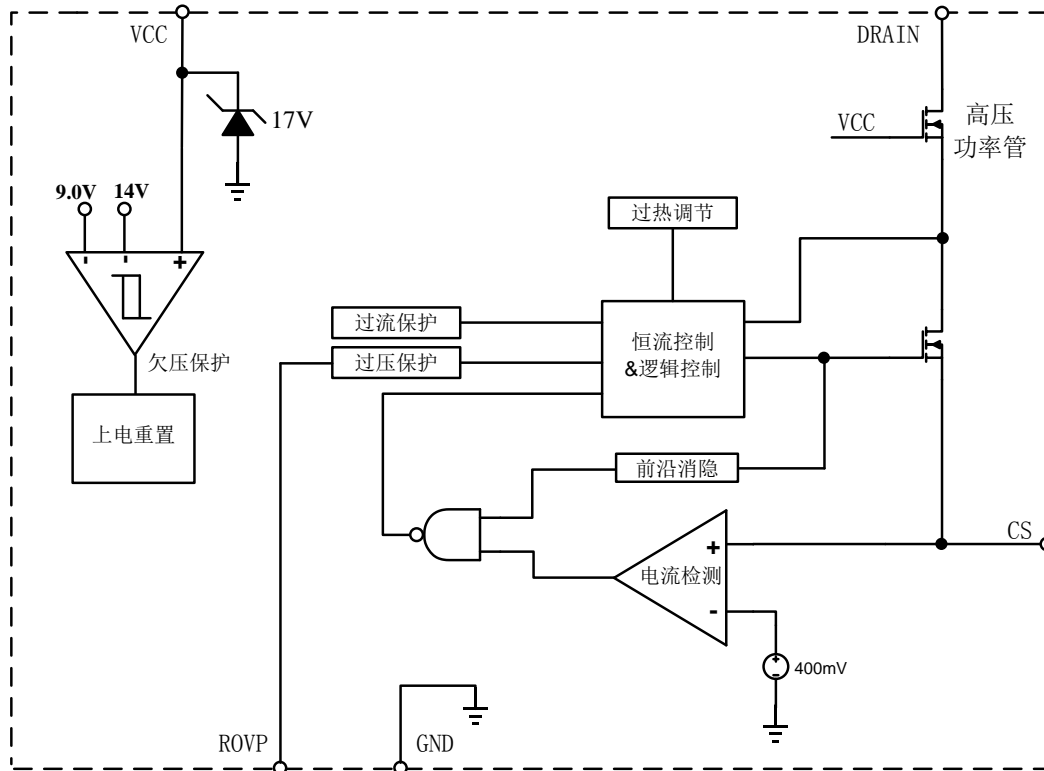 VCC
DRAIN
17V
VCC
高压
功率管
9.0V
14V
过热调节
过流保护
过压保护
恒流控制
&逻辑控制
欠压保护
上电重置
前沿消隐
CS
电流检测
400mV
ROVP
GND